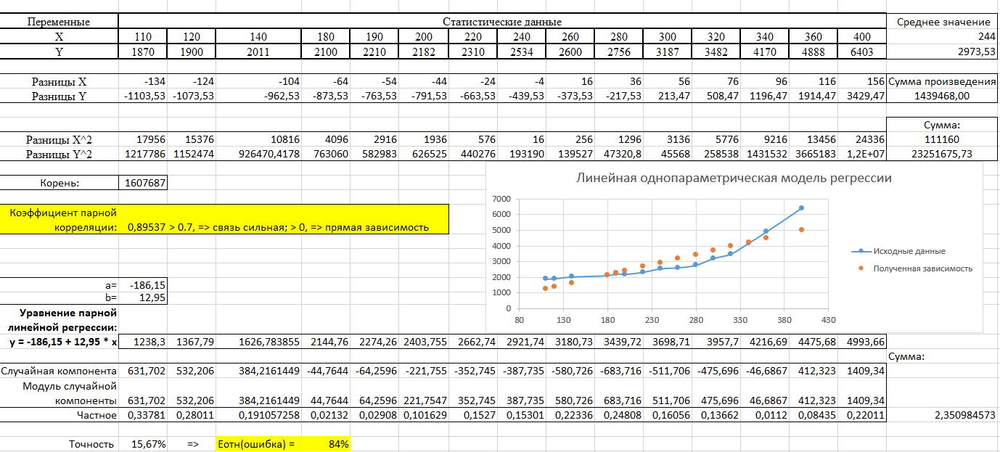 Переменные Статистические данные Среднее значение
X 110 120 140 180 190 200 220 240 260 280 300 320 340 360 400 244
Y 1870 1900 2011 2100 2210 2182 2310 2534 2600 2756 3187 3482 4170 4888 6403 2973,53
Разницы X -134 -124 -104 -64 -54 -44 -24 -4 16 36 56 76 96 116 156 Сумма произведения
Разницы Y -1103,53 -1073,53 -962,53 -873,53 -763,53 -791,53 -663,53 -439,53 -373,53 -217,53 213,47 508,47 1196,47 1914,47 3429,47 1439468,00
Сумма:
Разницы X^2 17956 15376 10816 4096 2916 1936 576 16 256 1296 3136 5776 9216 13456 24336 111160
Разницы Y^2 1217786 1152474 926470,4178 763060 582983 626525 440276 193190 139527 47320,8 45568 258538 1431532 3665183 1,2E+07 23251675,73
Корень: 1607687
Линейная однопараметрическая модель регрессии
7000
6000
5000
4000
3000
2000
1000
0
80 130 180 230 280 330 380 430
Исходные данные
Полученная зависимость
Коэффициент парной
корреляции: 0,89537 > 0.7, => связь сильная; > 0, => прямая зависимость
a= -186,15
b= 12,95
Уравнение парной
линейной регрессии:
y = -186,15 + 12,95 * x 1238,3 1367,79 1626,783855 2144,76 2274,26 2403,755 2662,74 2921,74 3180,73 3439,72 3698,71 3957,7 4216,69 4475,68 4993,66
Сумма:
Случайная компонента 631,702 532,206 384,2161449 -44,7644 -64,2596 -221,755 -352,745 -387,735 -580,726 -683,716 -511,706 -475,696 -46,6867 412,323 1409,34
Модуль случайной
компоненты 631,702 532,206 384,2161449 44,7644 64,2596 221,7547 352,745 387,735 580,726 683,716 511,706 475,696 46,6867 412,323 1409,34
Частное 0,33781 0,28011 0,191057258 0,02132 0,02908 0,101629 0,1527 0,15301 0,22336 0,24808 0,16056 0,13662 0,0112 0,08435 0,22011 2,350984573
Точность 15,67% => Eотн(ошибка) = 84%